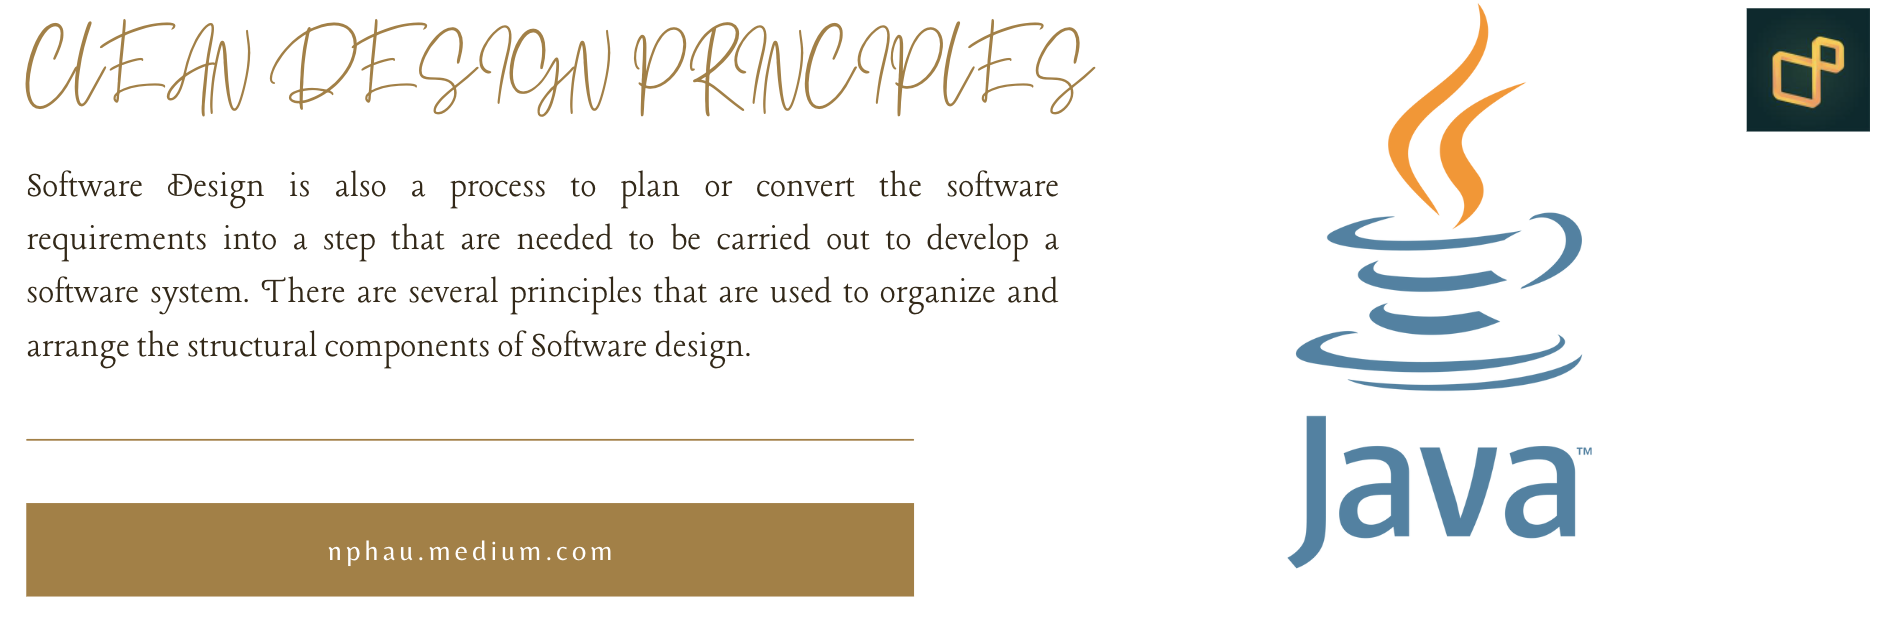 CLEAN DESIGN PRINCIPLES
Software Design is also a process to plan or convert the software
requirements into a step that are needed to be carried out to develop a
software system. There are several principles that are used to organize and
arrange the structural components of Software design.
nphau.medium.com
Java™